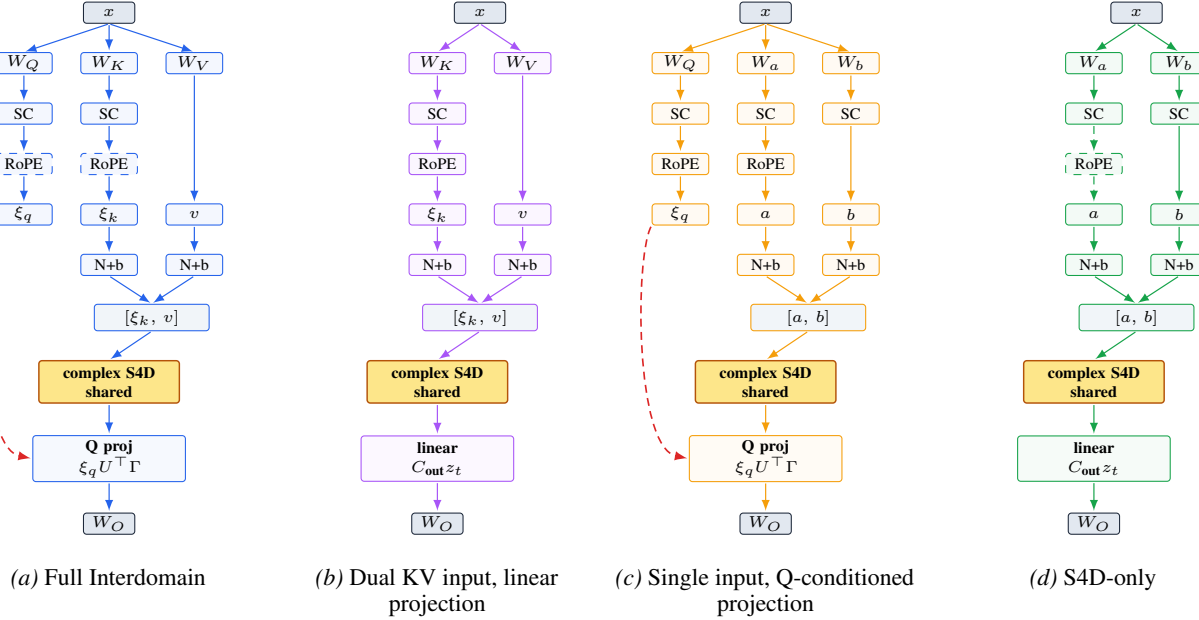 x
W_Q W_K W_V
SC SC
RoPE RoPE
ξ_q ξ_k v
N+b N+b
[ξ_k, v]
complex S4D
shared
Q proj
ξ_q U^⊤ Γ
W_O
(a) Full Interdomain
x
W_K W_V
SC
RoPE
ξ_k v
N+b N+b
[ξ_k, v]
complex S4D
shared
linear
C_out z_t
W_O
(b) Dual KV input, linear
projection
x
W_Q W_a W_b
SC SC SC
RoPE RoPE
ξ_q a b
N+b N+b
[a, b]
complex S4D
shared
Q proj
ξ_q U^⊤ Γ
W_O
(c) Single input, Q-conditioned
projection
x
W_a W_b
SC SC
RoPE
a b
N+b N+b
[a, b]
complex S4D
shared
linear
C_out z_t
W_O
(d) S4D-only